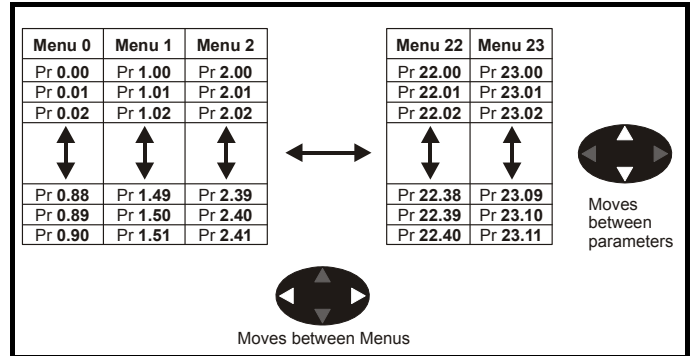 Menu 0 Menu 1 Menu 2 Menu 22 Menu 23
Pr 0.00 Pr 1.00 Pr 2.00 Pr 22.00 Pr 23.00
Pr 0.01 Pr 1.01 Pr 2.01 Pr 22.01 Pr 23.01
Pr 0.02 Pr 1.02 Pr 2.02 Pr 22.02 Pr 23.02
Pr 0.88 Pr 1.49 Pr 2.39 Pr 22.38 Pr 23.09
Pr 0.89 Pr 1.50 Pr 2.40 Pr 22.39 Pr 23.10
Pr 0.90 Pr 1.51 Pr 2.41 Pr 22.40 Pr 23.11
Moves
between
parameters
Moves between Menus